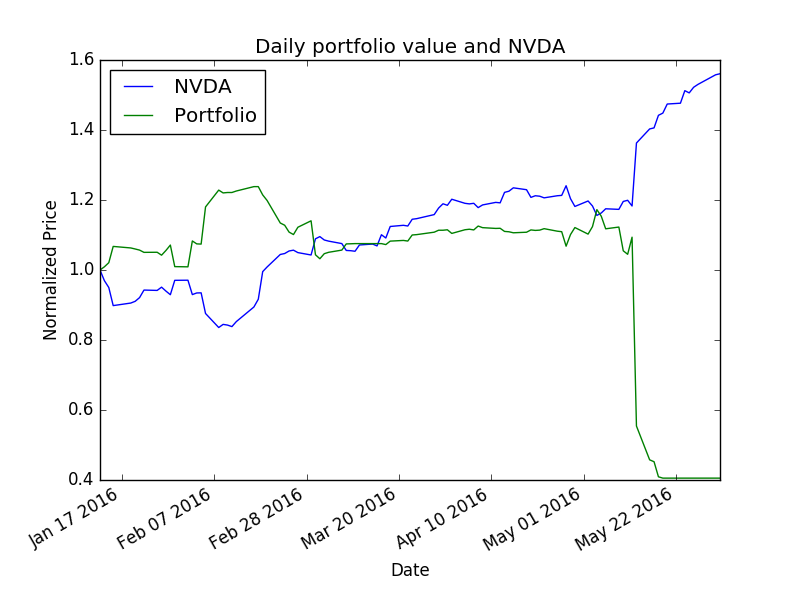 Daily portfolio value and NVDA
NVDA
Portfolio
1.6
1.4
1.2
1.0
0.8
0.6
0.4
Normalized Price
Jan 17 2016
Feb 07 2016
Feb 28 2016
Mar 20 2016
Apr 10 2016
May 01 2016
May 22 2016
Date